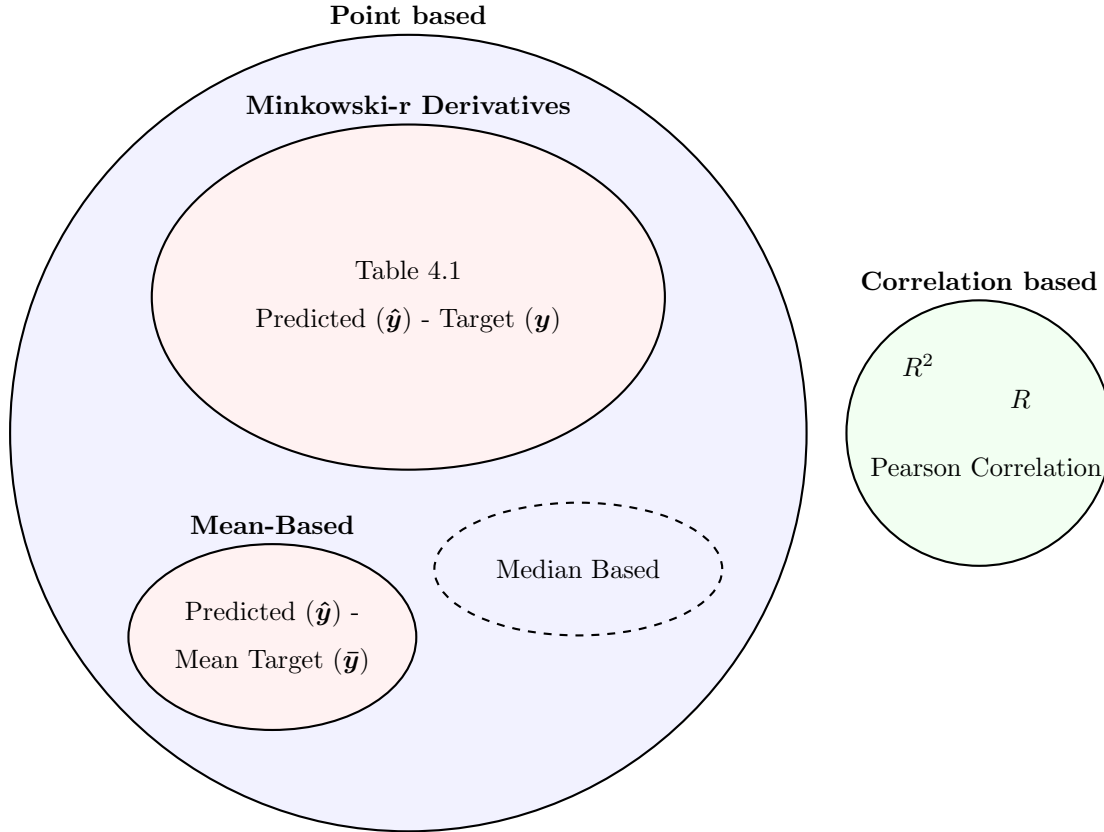 Point based
Minkowski-r Derivatives
Table 4.1
Predicted (ŷ) - Target (y)
Mean-Based
Predicted (ŷ) -
Mean Target (ȳ)
Median Based
Correlation based
R²
R
Pearson Correlation